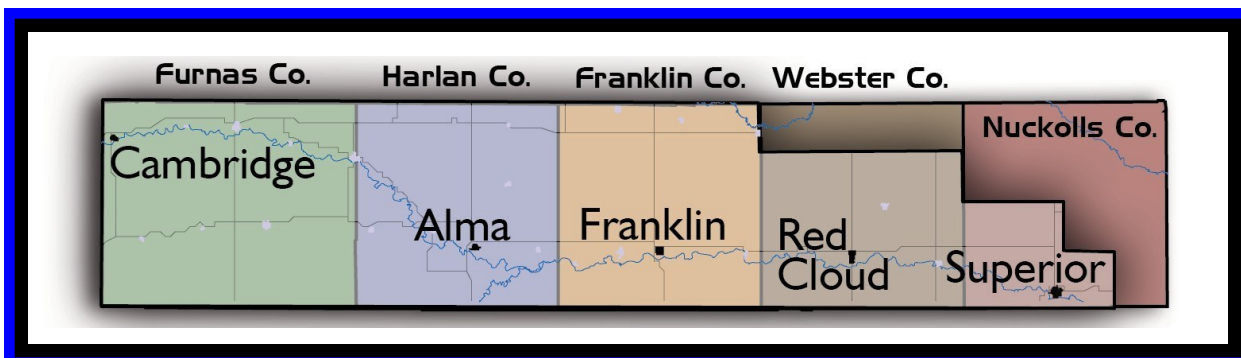 Furnas Co.
Harlan Co.
Franklin Co.
Webster Co.
Nuckolls Co.
Cambridge
Alma
Franklin
Red
Cloud
Superior